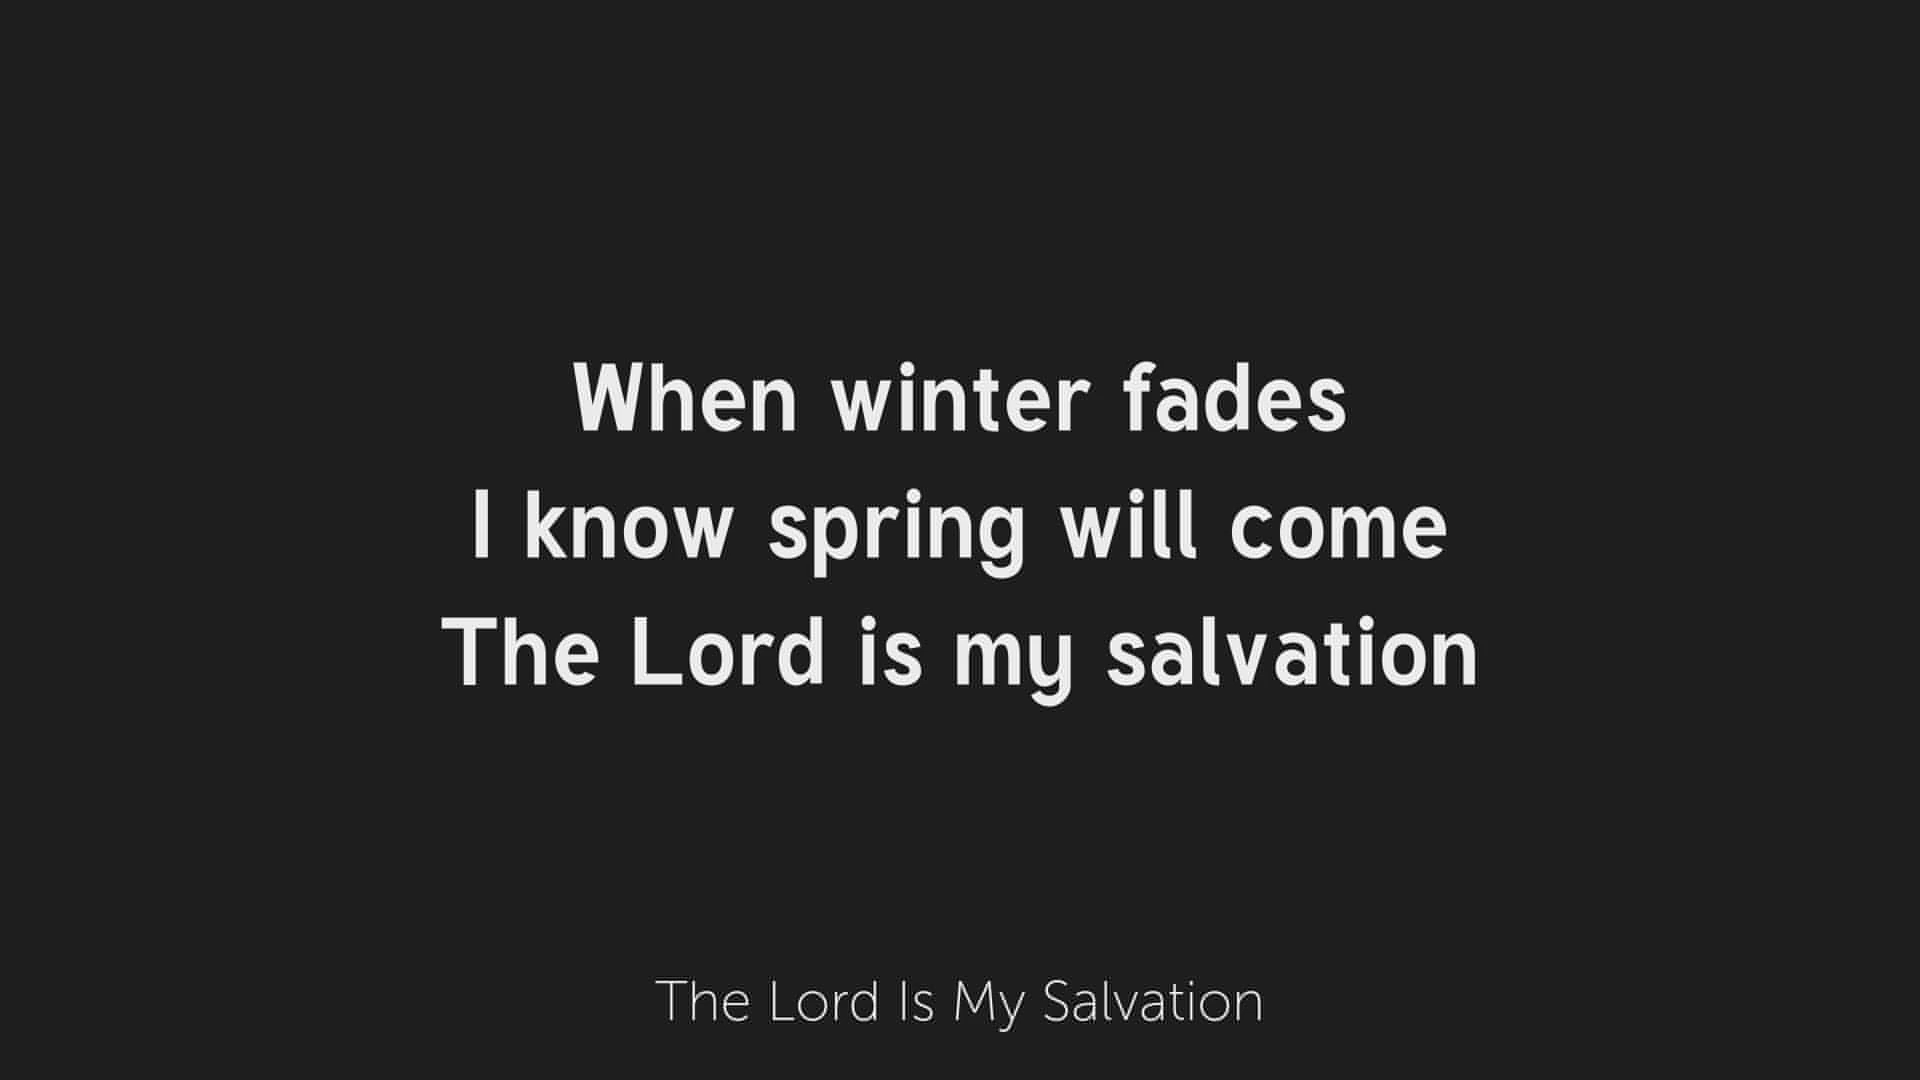 When winter fades
I know spring will come
The Lord is my salvation
The Lord Is My Salvation